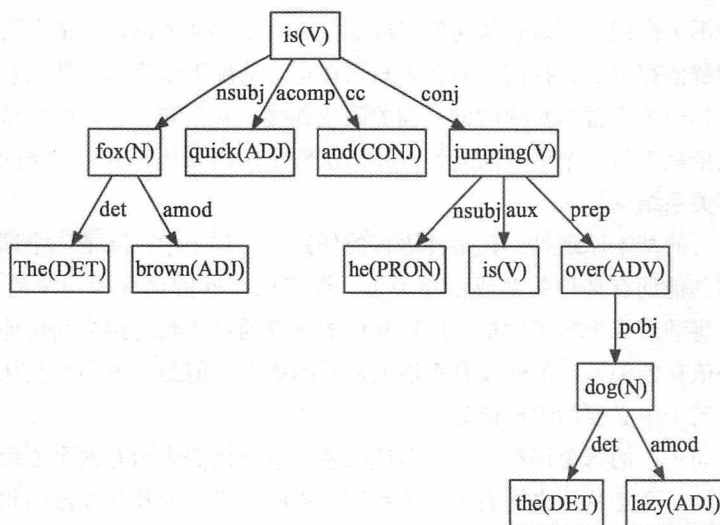 is(V)
nsubj acomp cc conj
fox(N) quick(ADJ) and(CONJ) jumping(V)
det amod nsubj aux prep
The(DET) brown(ADJ) he(PRON) is(V) over(ADV)
pobj
dog(N)
det amod
the(DET) lazy(ADJ)